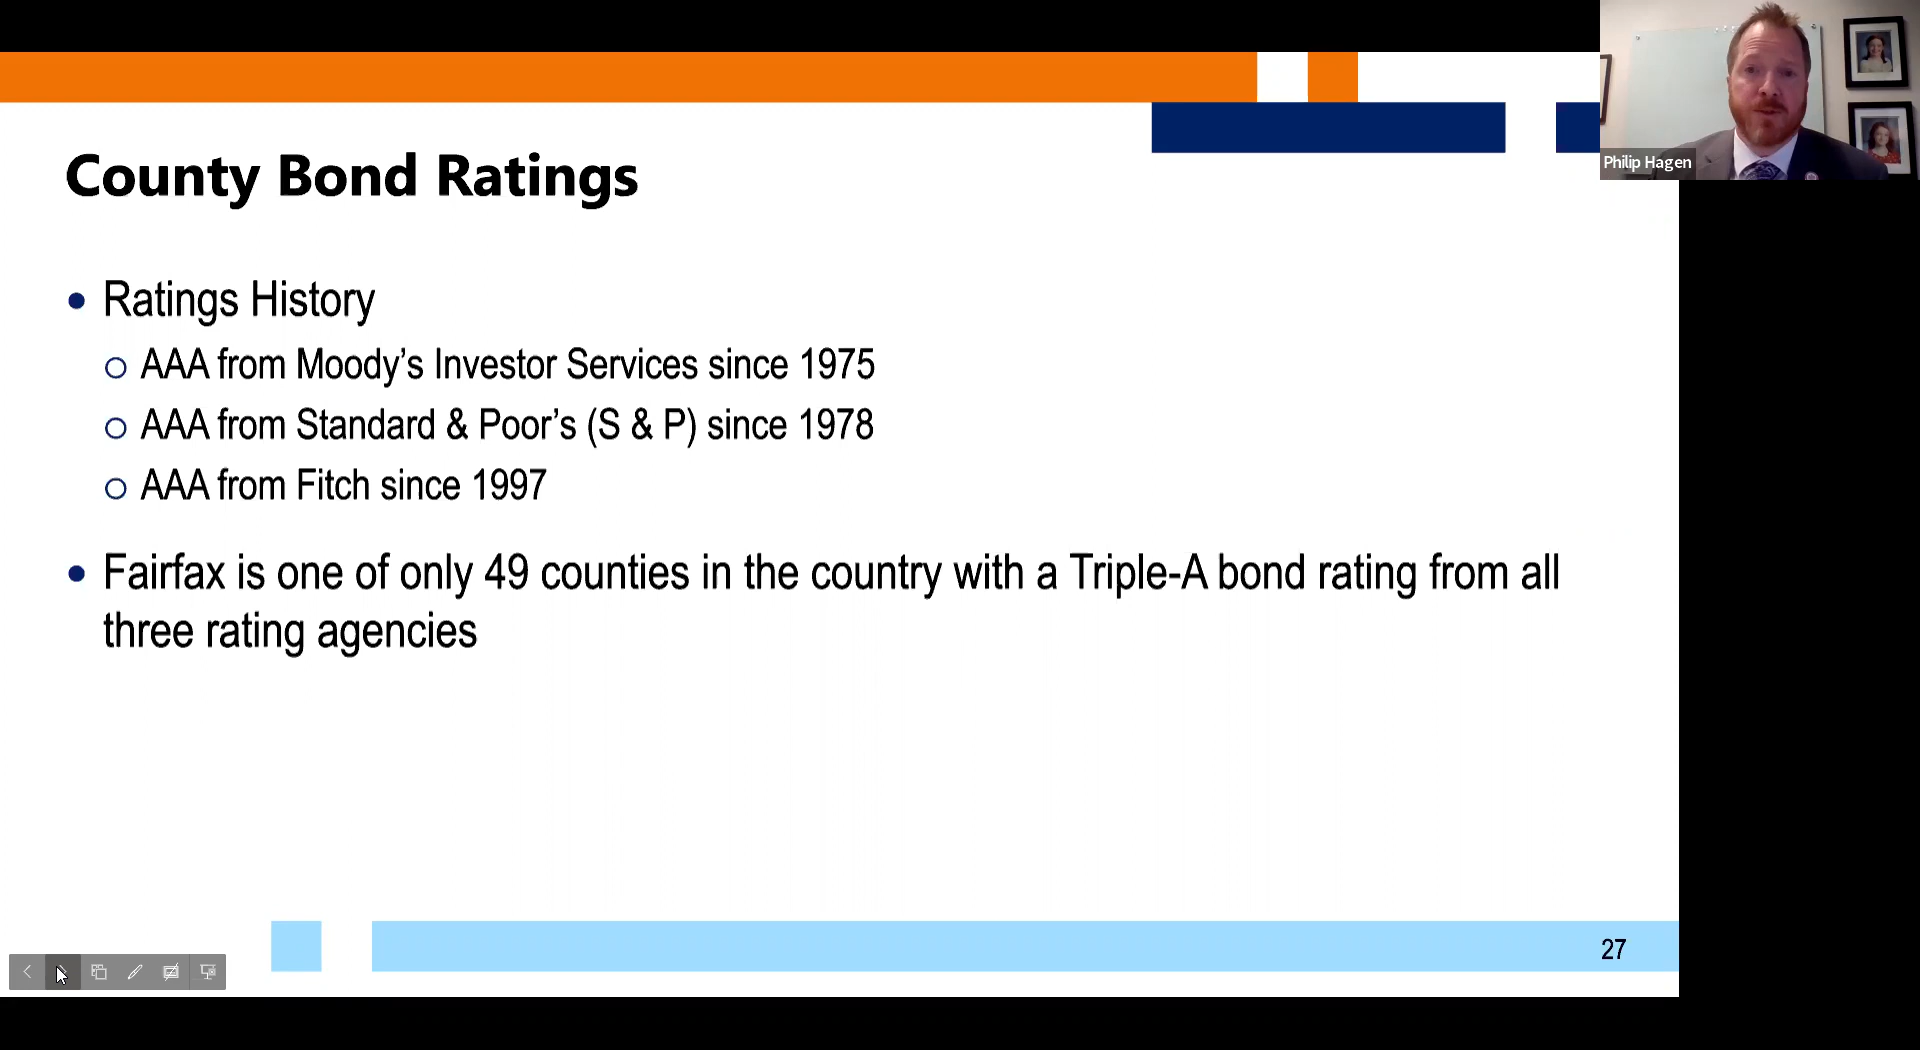 Philip Hagen
County Bond Ratings
Ratings History
AAA from Moody’s Investor Services since 1975
AAA from Standard & Poor’s (S & P) since 1978
AAA from Fitch since 1997
Fairfax is one of only 49 counties in the country with a Triple-A bond rating from all
three rating agencies
27